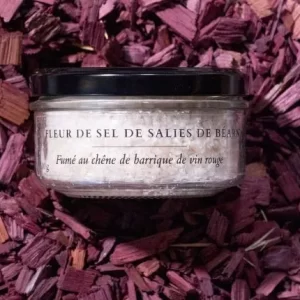 FLEUR DE SEL DE SALIES DE BÉARN
Fumé au chêne de barrique de vin rouge